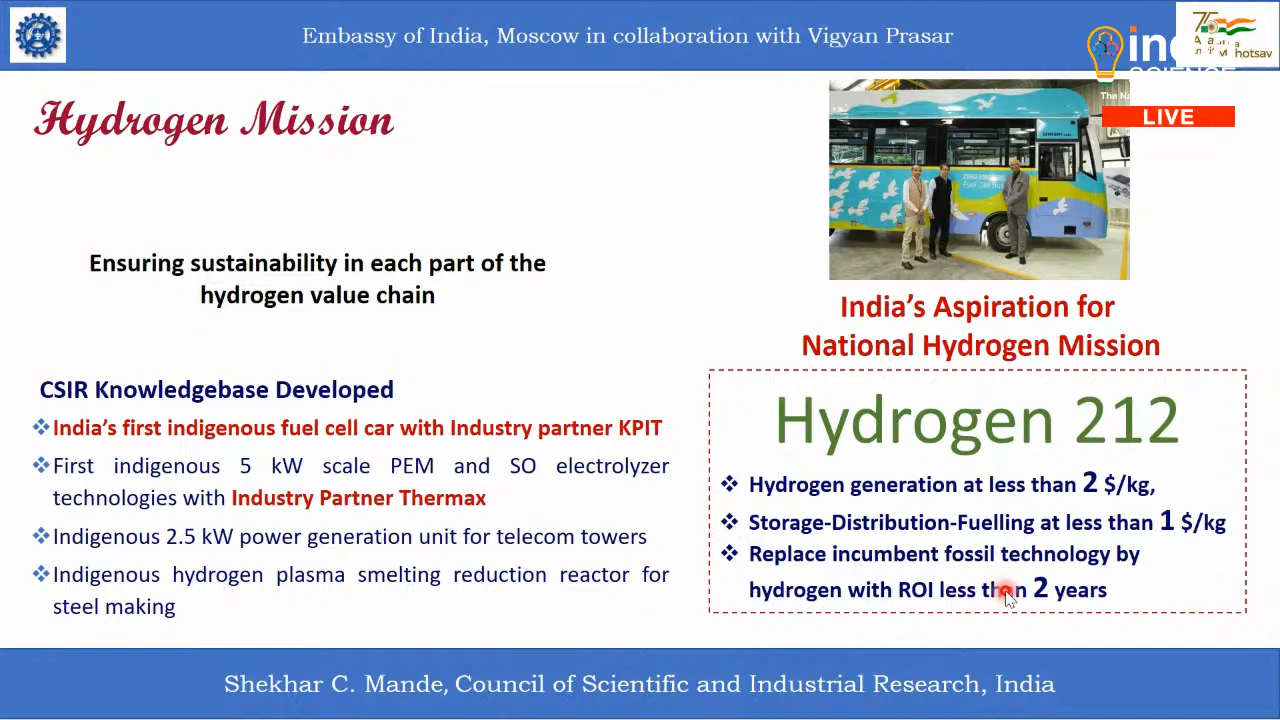 Embassy of India, Moscow in collaboration with Vigyan Prasar
LIVE
Hydrogen Mission
Ensuring sustainability in each part of the
hydrogen value chain
CSIR Knowledgebase Developed
❖India's first indigenous fuel cell car with Industry partner KPIT
❖First indigenous 5 kW scale PEM and SO electrolyzer
technologies with Industry Partner Thermax
❖Indigenous 2.5 kW power generation unit for telecom towers
❖Indigenous hydrogen plasma smelting reduction reactor for
steel making
Fuel Cell Bus
India's Aspiration for
National Hydrogen Mission
Hydrogen 212
❖ Hydrogen generation at less than 2 $/kg,
❖ Storage-Distribution-Fuelling at less than 1 $/kg
❖ Replace incumbent fossil technology by
hydrogen with ROI less than 2 years
Shekhar C. Mande, Council of Scientific and Industrial Research, India